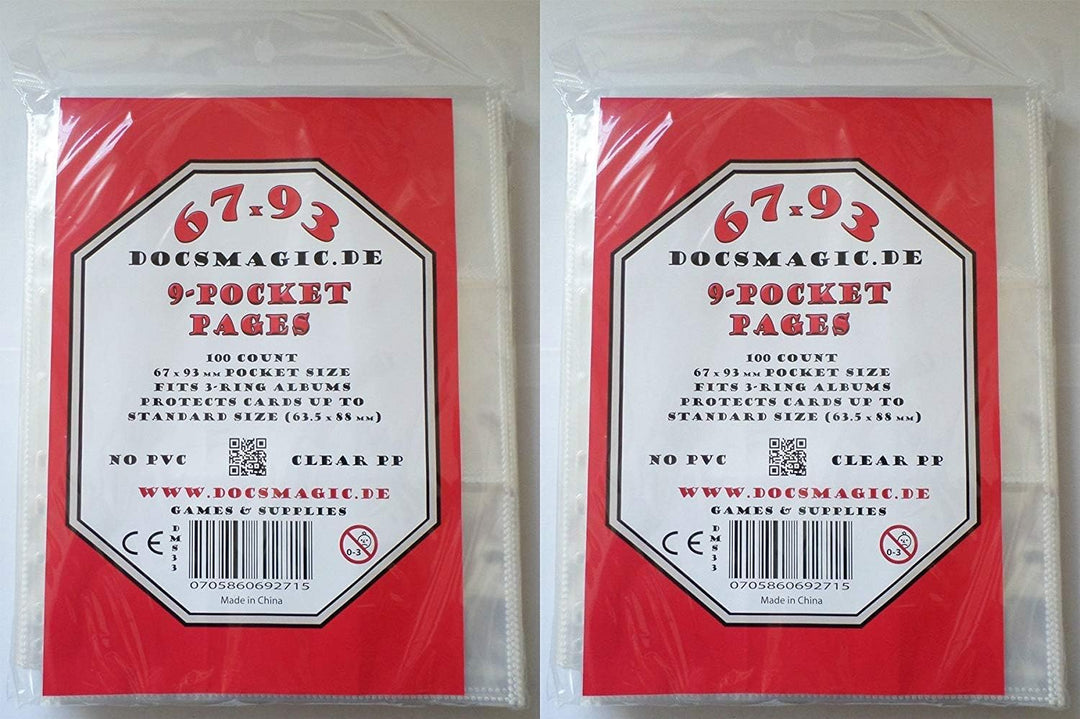 67x93
DOCSMAGIC.DE
9-POCKET
PAGES
100 COUNT
67 x 93 MM POCKET SIZE
FITS 3-RING ALBUMS
PROTECTS CARDS UP TO
STANDARD SIZE (63.5 x 88 MM)
NO PVC CLEAR PP
WWW.DOCSMAGIC.DE
GAMES & SUPPLIES
CE
DMS33
0-3
0705860692715
Made in China
67x93
DOCSMAGIC.DE
9-POCKET
PAGES
100 COUNT
67 x 93 MM POCKET SIZE
FITS 3-RING ALBUMS
PROTECTS CARDS UP TO
STANDARD SIZE (63.5 x 88 MM)
NO PVC CLEAR PP
WWW.DOCSMAGIC.DE
GAMES & SUPPLIES
CE
DMS33
0-3
0705860692715
Made in China